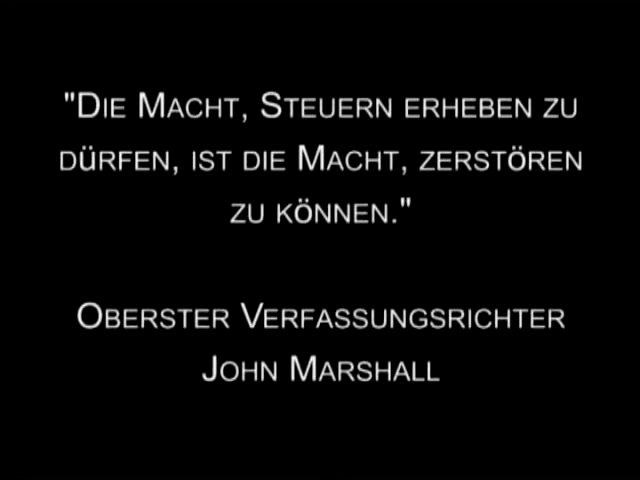 "Die Macht, Steuern erheben zu
dürfen, ist die Macht, zerstören
zu können."
Oberster Verfassungsrichter
John Marshall